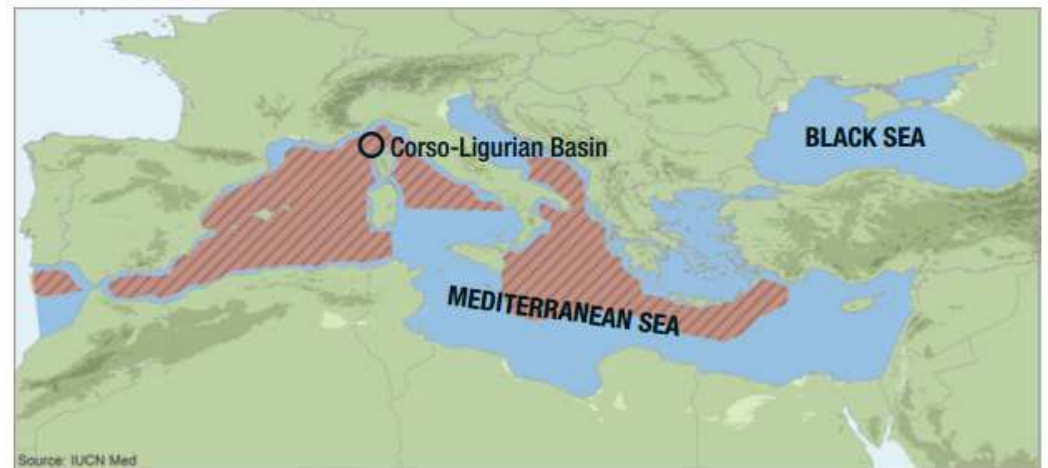 BLACK SEA
Corso-Ligurian Basin
MEDITERRANEAN SEA
Source: IUCN Med